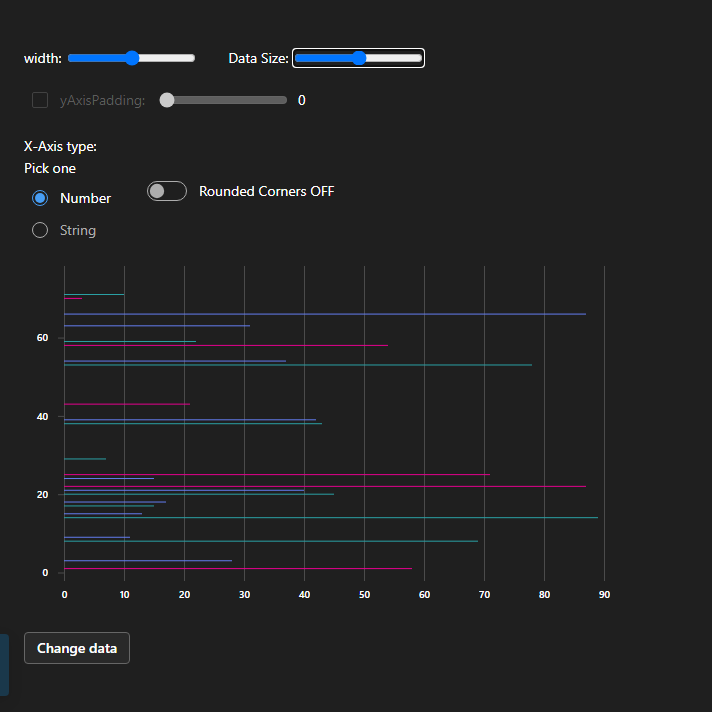 width: Data Size:
yAxisPadding: 0
X-Axis type:
Pick one
Number Rounded Corners OFF
String
60
40
20
0
0 10 20 30 40 50 60 70 80 90
Change data